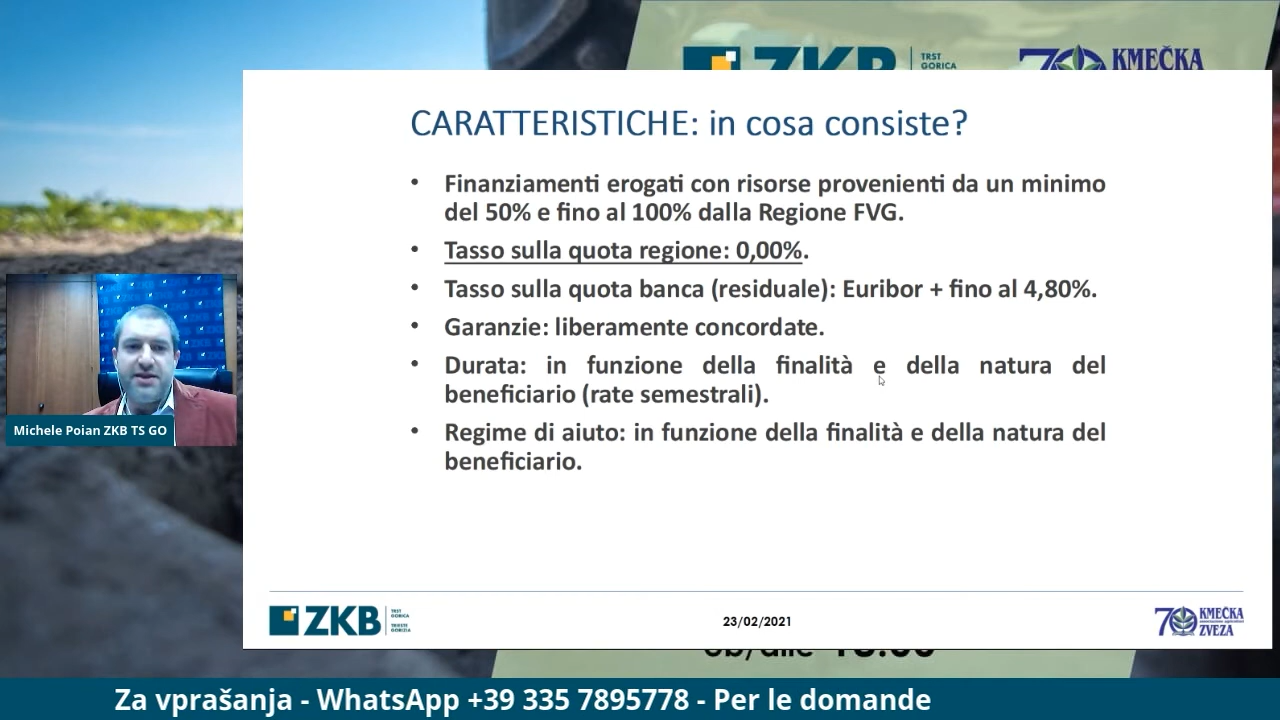 ZKB
TRST
GORICA
70 KMEČKA
CARATTERISTICHE: in cosa consiste?
• Finanziamenti erogati con risorse provenienti da un minimo
del 50% e fino al 100% dalla Regione FVG.
• Tasso sulla quota regione: 0,00%.
• Tasso sulla quota banca (residuale): Euribor + fino al 4,80%.
• Garanzie: liberamente concordate.
• Durata: in funzione della finalità e della natura del
beneficiario (rate semestrali).
• Regime di aiuto: in funzione della finalità e della natura del
beneficiario.
Michele Poian ZKB TS GO
ZKB
TRST
GORICA
TRIESTE
GORIZIA
23/02/2021
70 KMEČKA
ZVEZA
ob/alle
Za vprašanja - WhatsApp +39 335 7895778 - Per le domande